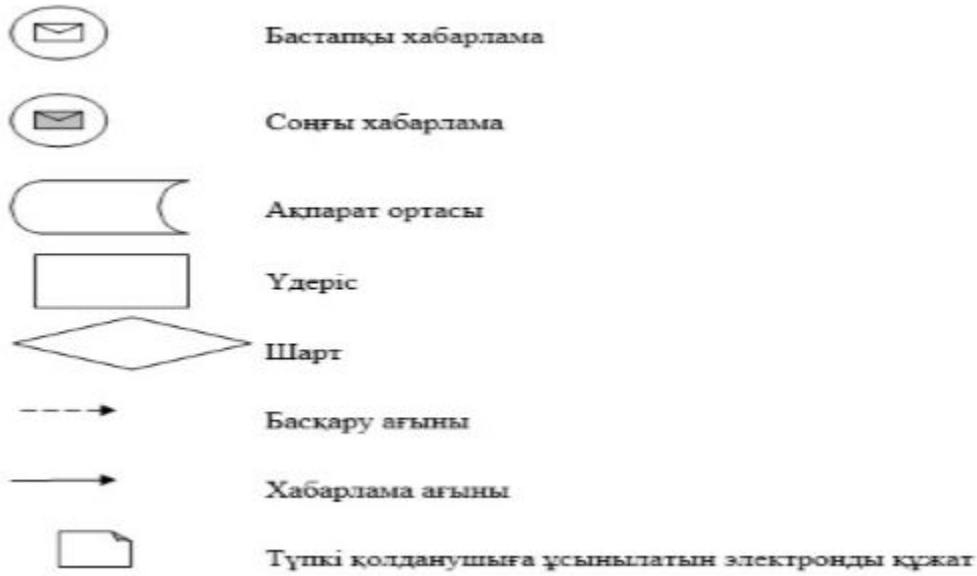 Бастапқы хабарлама
Соңғы хабарлама
Ақпарат ортасы
Үдеріс
Шарт
Басқару ағыны
Хабарлама ағыны
Түпкі қолданушыға ұсынылатын электронды құжат